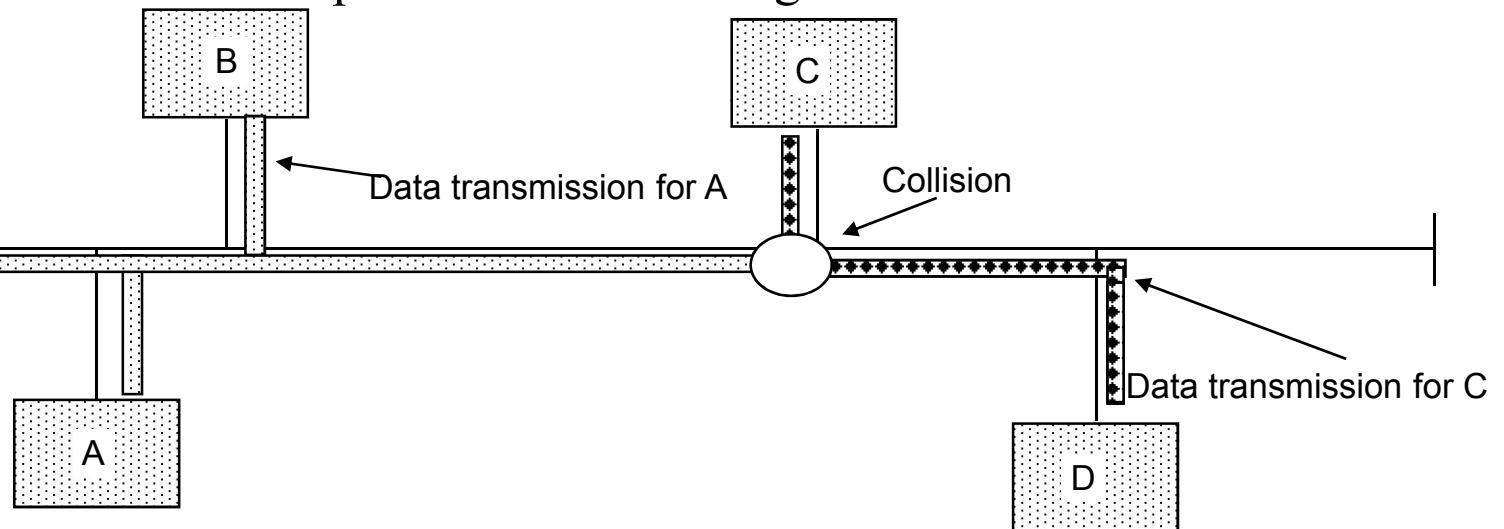 B
C
Data transmission for A
Collision
Data transmission for C
A
D